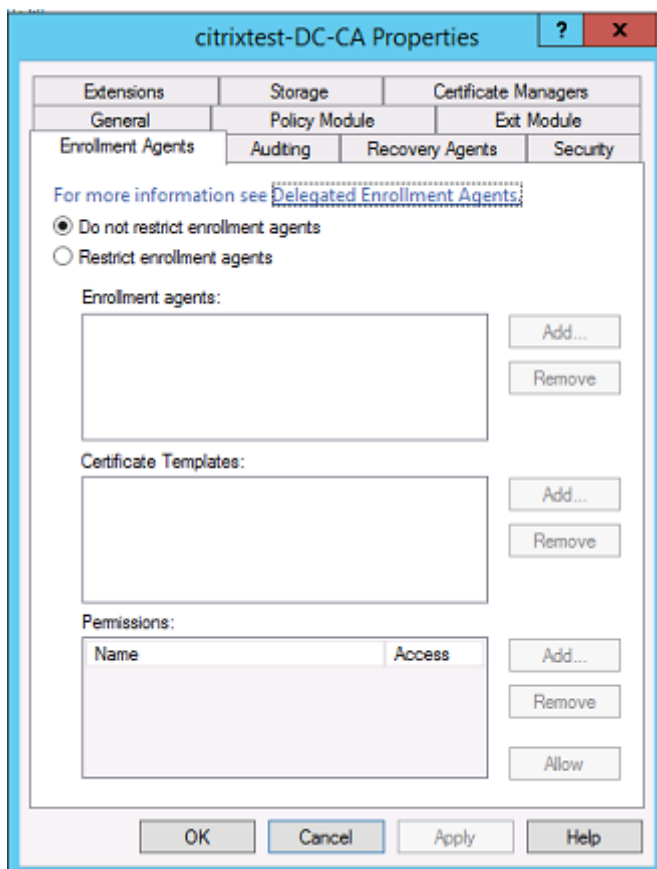 citrixtest-DC-CA Properties
?
x
Extensions
Storage
Certificate Managers
General
Policy Module
Exit Module
Enrollment Agents
Auditing
Recovery Agents
Security
For more information see Delegated Enrollment Agents.
Do not restrict enrollment agents
Restrict enrollment agents
Enrollment agents:
Add...
Remove
Certificate Templates:
Add...
Remove
Permissions:
Name
Access
Add...
Remove
Allow
OK
Cancel
Apply
Help